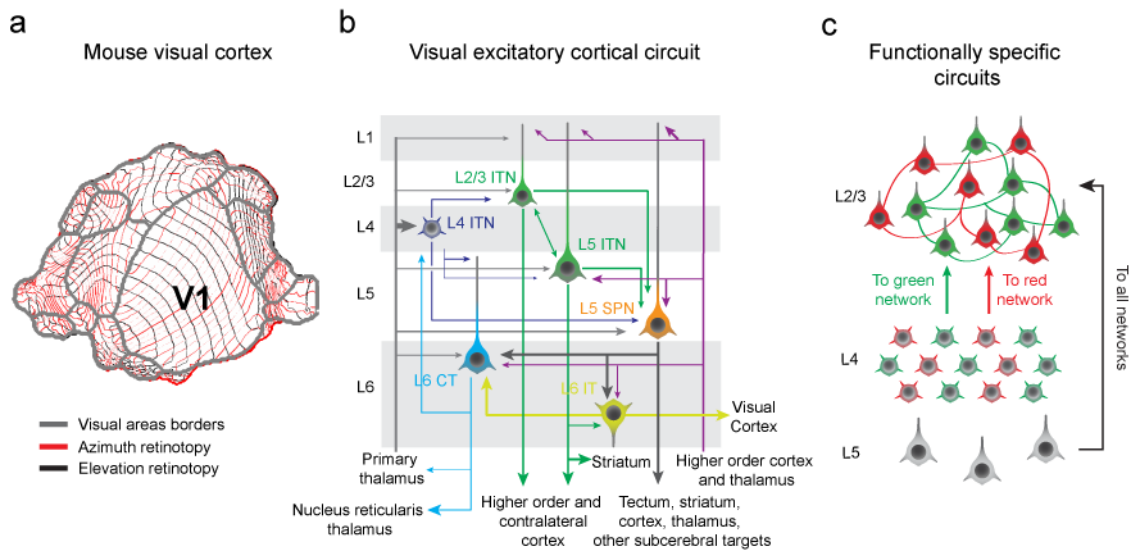 a
Mouse visual cortex
V1
Visual areas borders
Azimuth retinotopy
Elevation retinotopy
b
Visual excitatory cortical circuit
L1
L2/3
L4
L5
L6
L2/3 ITN
L4 ITN
L5 ITN
L5 SPN
L6 CT
L6 IT
Visual
Cortex
Primary
thalamus
Nucleus reticularis
thalamus
Higher order and
contralateral
cortex
Striatum
Tectum, striatum,
cortex, thalamus,
other subcerebral targets
Higher order cortex
and thalamus
c
Functionally specific
circuits
L2/3
To green
network
To red
network
To all networks
L4
L5